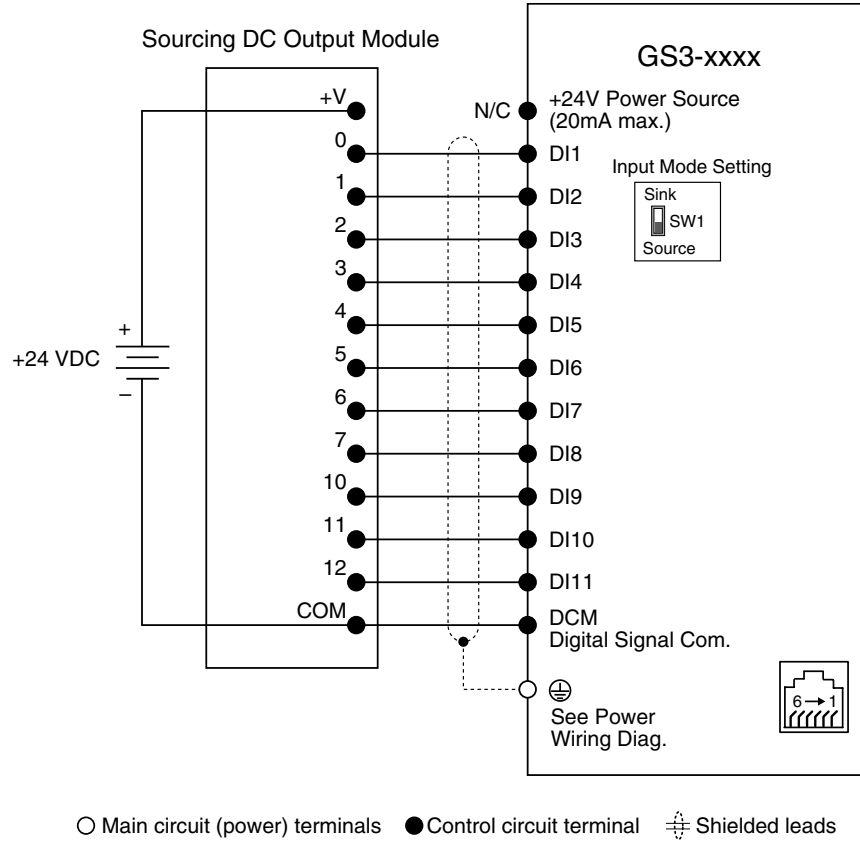 Sourcing DC Output Module
GS3-xxxx
+V
N/C
+24V Power Source
(20mA max.)
0
DI1
Input Mode Setting
Sink
SW1
Source
1
DI2
2
DI3
3
DI4
4
DI5
+
+24 VDC
–
5
DI6
6
DI7
7
DI8
10
DI9
11
DI10
12
DI11
COM
DCM
Digital Signal Com.
See Power
Wiring Diag.
6→1
Main circuit (power) terminals
Control circuit terminal
Shielded leads